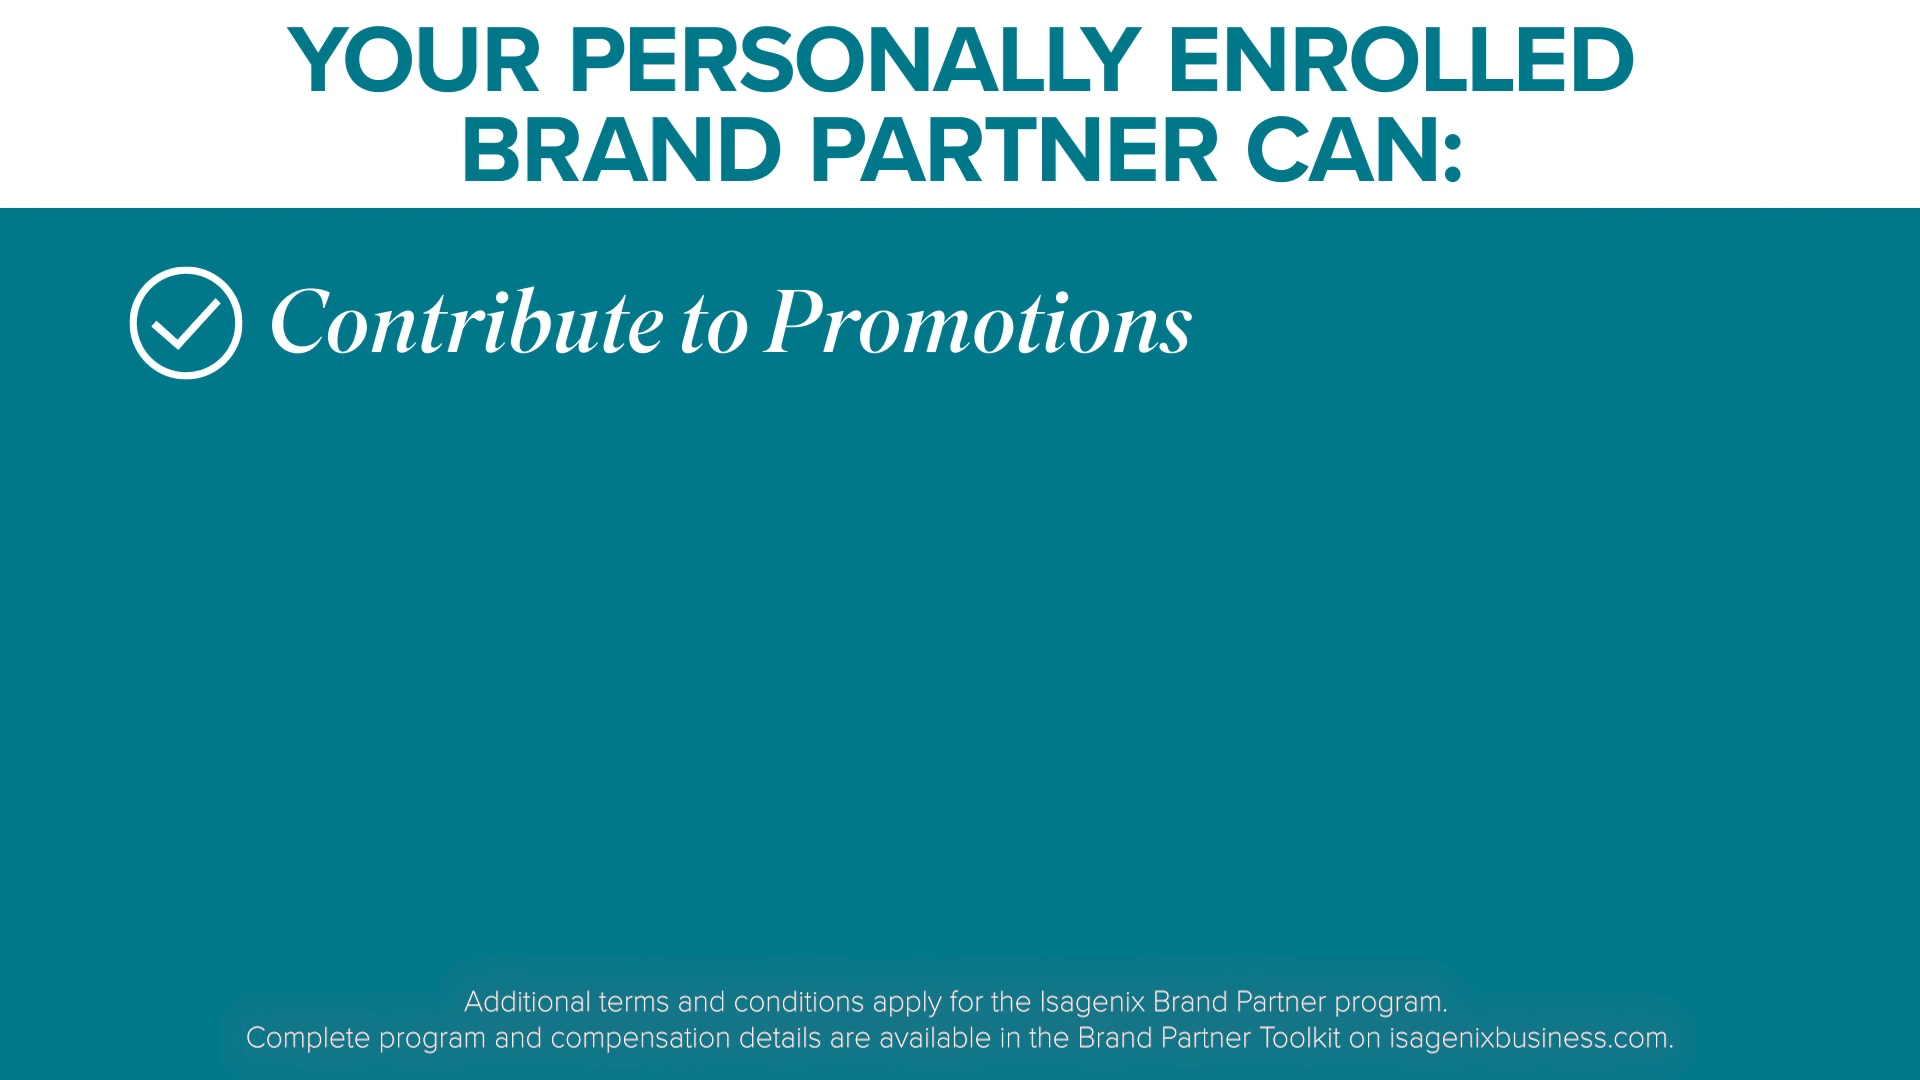 YOUR PERSONALLY ENROLLED
BRAND PARTNER CAN:
Contribute to Promotions
Additional terms and conditions apply for the Isagenix Brand Partner program.
Complete program and compensation details are available in the Brand Partner Toolkit on isagenixbusiness.com.